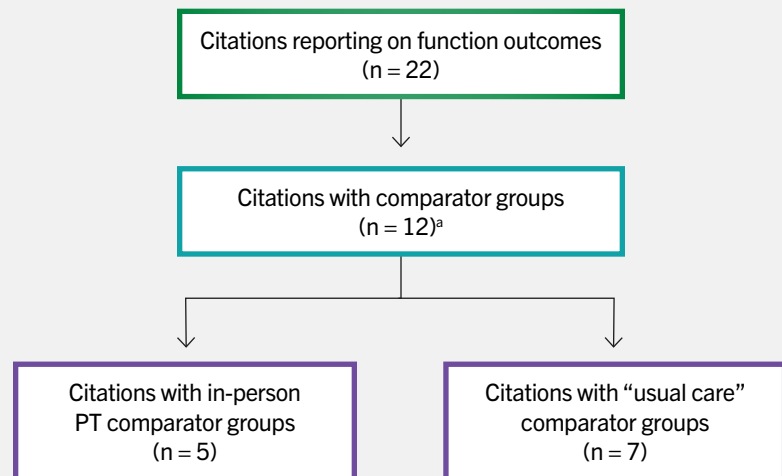 Citations reporting on function outcomes
(n = 22)
Citations with comparator groups
(n = 12)ᵃ
Citations with in-person
PT comparator groups
(n = 5)
Citations with “usual care”
comparator groups
(n = 7)